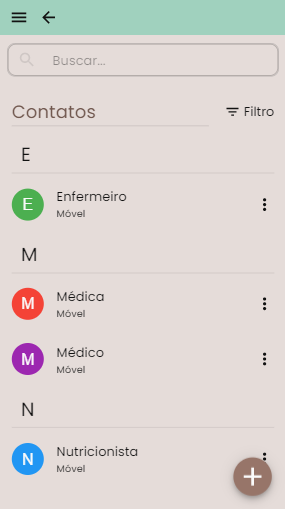 Buscar...
Contatos
Filtro
E
E
Enfermeiro
Móvel
M
M
Médica
Móvel
M
Médico
Móvel
N
N
Nutricionista
Móvel